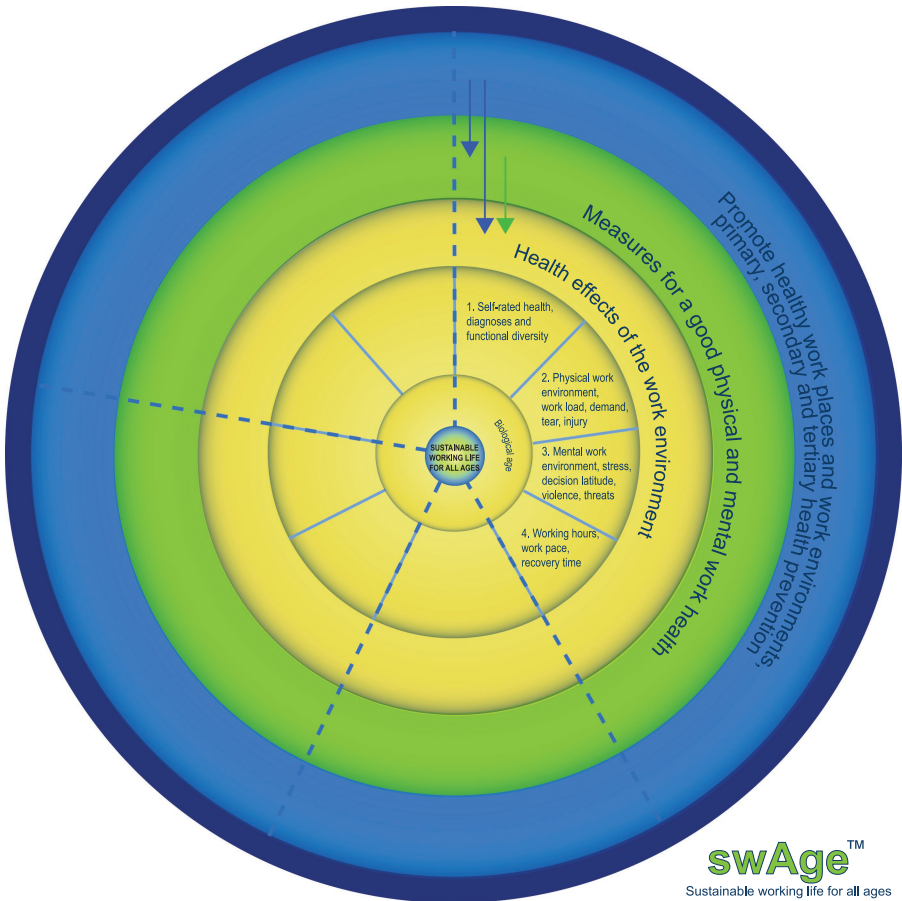 Promote healthy work places and work environments,
primary, secondary and tertiary health prevention,
Measures for a good physical and mental work health
Health effects of the work environment
1. Self-rated health,
diagnoses and
functional diversity
2. Physical work
environment,
work load, demand,
tear, injury
3. Mental work
environment, stress,
decision latitude,
violence, threats
4. Working hours,
work pace,
recovery time
Biological age
SUSTAINABLE
WORKING LIFE
FOR ALL AGES
swAge™
Sustainable working life for all ages